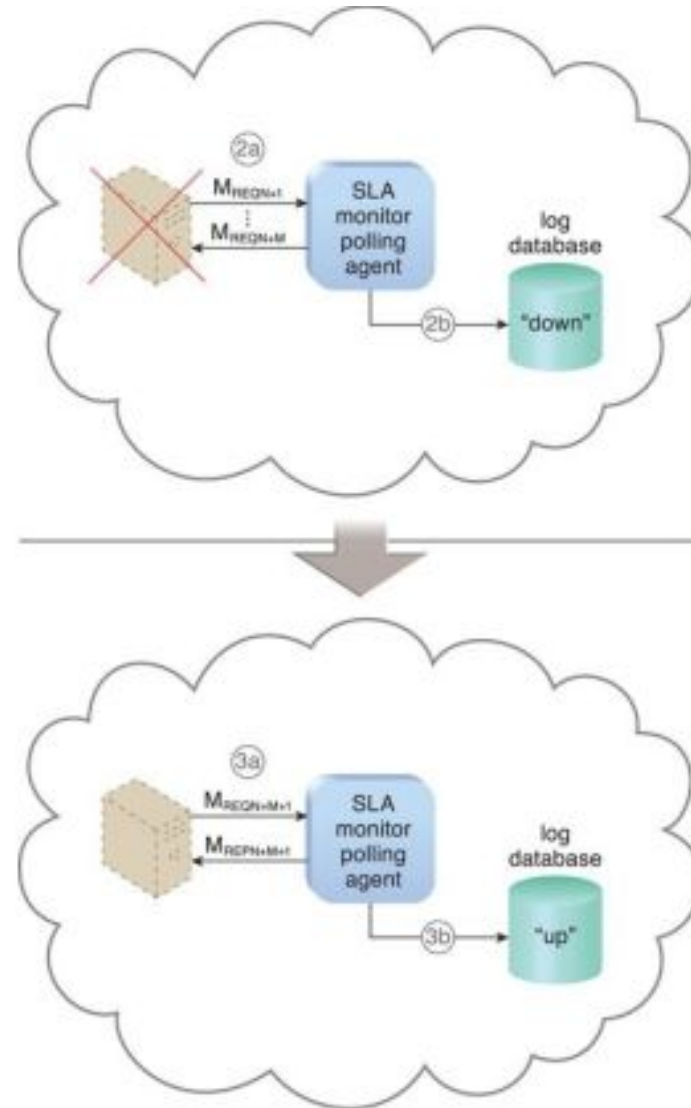 2a
MREQN+1
MREQN+M
SLA
monitor
polling
agent
log
database
2b
"down"
3a
MREQN+M+1
MREPN+M+1
SLA
monitor
polling
agent
log
database
3b
"up"